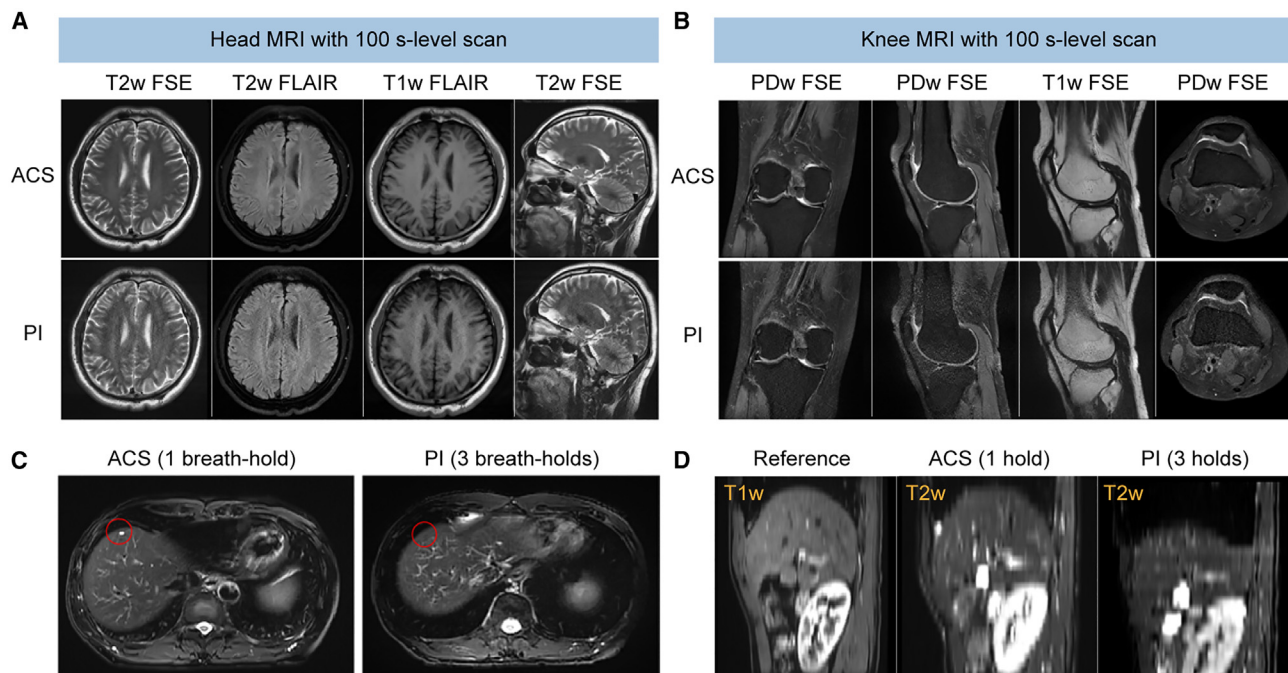 A
Head MRI with 100 s-level scan
T2w FSE T2w FLAIR T1w FLAIR T2w FSE
ACS
PI
B
Knee MRI with 100 s-level scan
PDw FSE PDw FSE T1w FSE PDw FSE
ACS
PI
C
ACS (1 breath-hold) PI (3 breath-holds)
D
Reference ACS (1 hold) PI (3 holds)
T1w T2w T2w